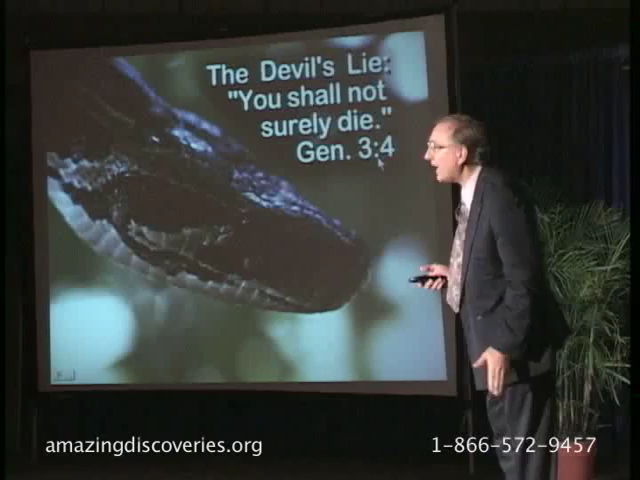 The Devil's Lie:
"You shall not
surely die."
Gen. 3:4
amazingdiscoveries.org
1-866-572-9457